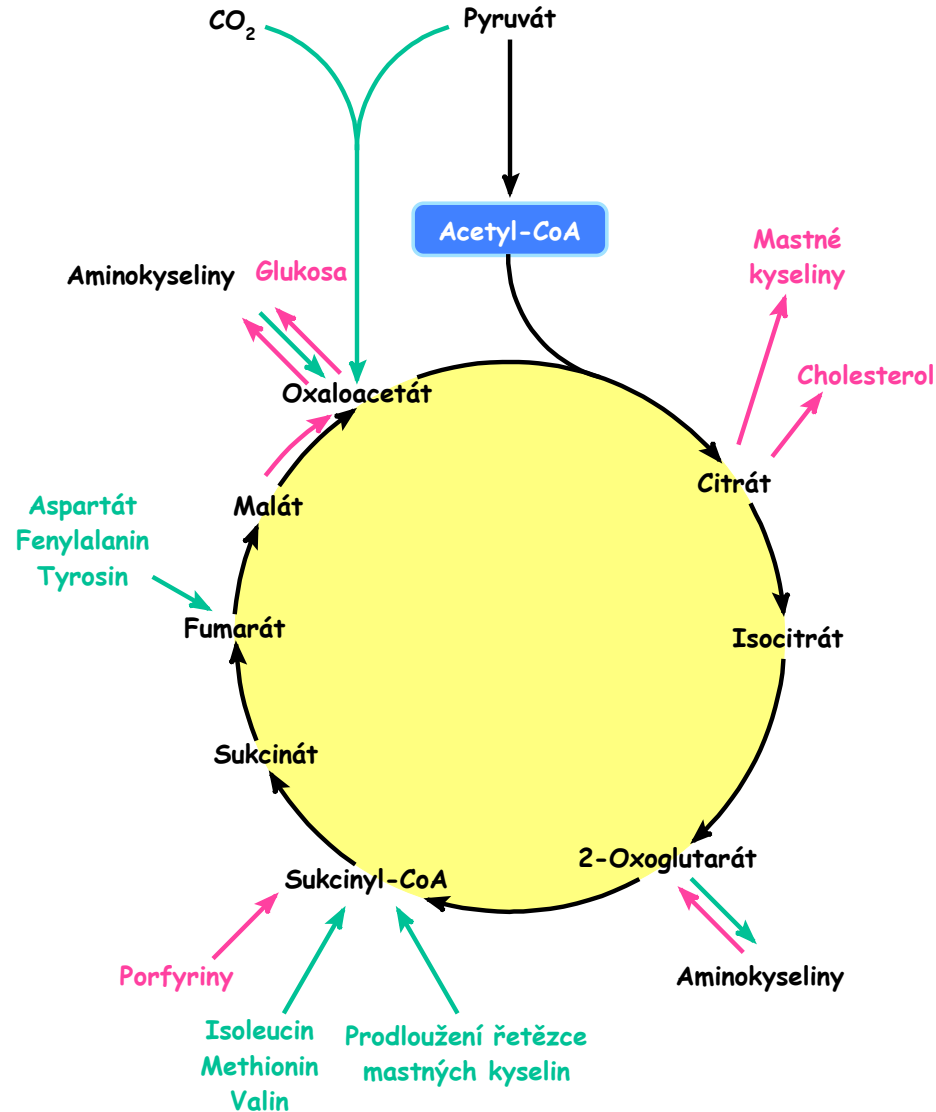 CO₂
Pyruvát
Acetyl-CoA
Mastné
kyseliny
Aminokyseliny
Glukosa
Cholesterol
Oxaloacetát
Citrát
Malát
Aspartát
Fenylalanin
Tyrosin
Fumarát
Isocitrát
Sukcinát
2-Oxoglutarát
Sukcinyl-CoA
Porfyriny
Aminokyseliny
Isoleucin
Methionin
Valin
Prodloužení řetězce
mastných kyselin